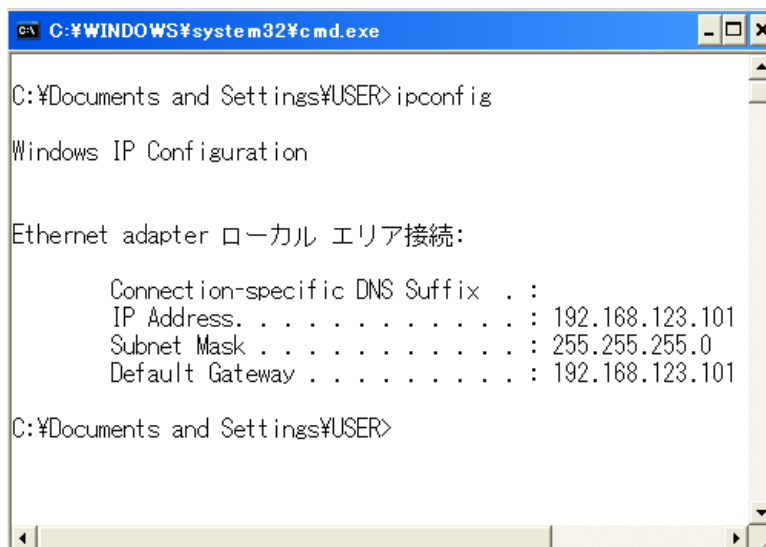 C:¥WINDOWS¥system32¥cmd.exe
C:¥Documents and Settings¥USER>ipconfig
Windows IP Configuration
Ethernet adapter ローカル エリア接続:
Connection-specific DNS Suffix . :
IP Address. . . . . . . . . . . . : 192.168.123.101
Subnet Mask . . . . . . . . . . . : 255.255.255.0
Default Gateway . . . . . . . . . : 192.168.123.101
C:¥Documents and Settings¥USER>